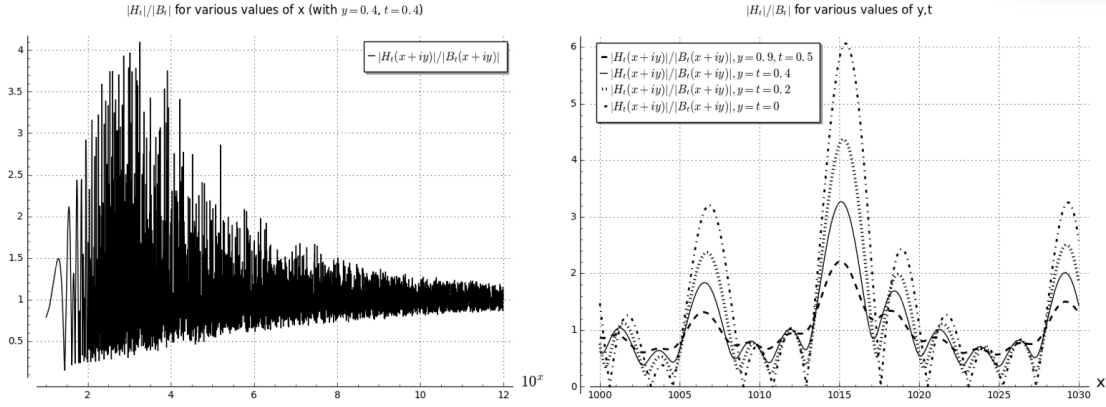 |H_t|/|B_t| for various values of x (with y = 0.4, t = 0.4)
— |H_t(x+iy)|/|B_t(x+iy)|
4
3.5
3
2.5
2
1.5
1
0.5
2 4 6 8 10 12
10^x
|H_t|/|B_t| for various values of y,t
|H_t(x+iy)|/|B_t(x+iy)|, y = 0.9, t = 0.5
|H_t(x+iy)|/|B_t(x+iy)|, y = t = 0.4
|H_t(x+iy)|/|B_t(x+iy)|, y = t = 0.2
|H_t(x+iy)|/|B_t(x+iy)|, y = t = 0
6
5
4
3
2
1
0
1000 1005 1010 1015 1020 1025 1030
x